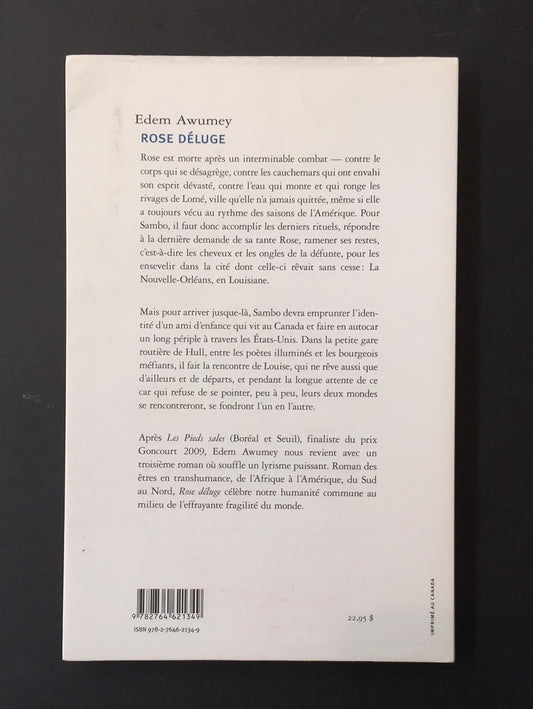 Edem Awumey
ROSE DÉLUGE
Rose est morte après un interminable combat — contre le
corps qui se désagrège, contre les cauchemars qui ont envahi
son esprit dévasté, contre l'eau qui monte et qui ronge les
rivages de Lomé, ville qu'elle n'a jamais quittée, même si elle
a toujours vécu au rythme des saisons de l'Amérique. Pour
Sambo, il faut donc accomplir les derniers rituels, répondre
à la dernière demande de sa tante Rose, ramener ses restes,
c'est-à-dire les cheveux et les ongles de la défunte, pour les
ensevelir dans la cité dont celle-ci rêvait sans cesse : La
Nouvelle-Orléans, en Louisiane.
Mais pour arriver jusque-là, Sambo devra emprunter l'iden-
tité d'un ami d'enfance qui vit au Canada et faire en autocar
un long périple à travers les États-Unis. Dans la petite gare
routière de Hull, entre les poètes illuminés et les bourgeois
méfiants, il fait la rencontre de Louise, qui ne rêve aussi que
d'ailleurs et de départs, et pendant la longue attente de ce
car qui refuse de se pointer, peu à peu, leurs deux mondes
se rencontreront, se fondront l'un en l'autre.
Après Les Pieds sales (Boréal et Seuil), finaliste du prix
Goncourt 2009, Edem Awumey nous revient avec un
troisième roman où souffle un lyrisme puissant. Roman des
êtres en transhumance, de l'Afrique à l'Amérique, du Sud
au Nord, Rose déluge célèbre notre humanité commune au
milieu de l'effrayante fragilité du monde.
9 782764 621349
ISBN 978-2-7646-2134-9
22,95 $
IMPRIMÉ AU CANADA